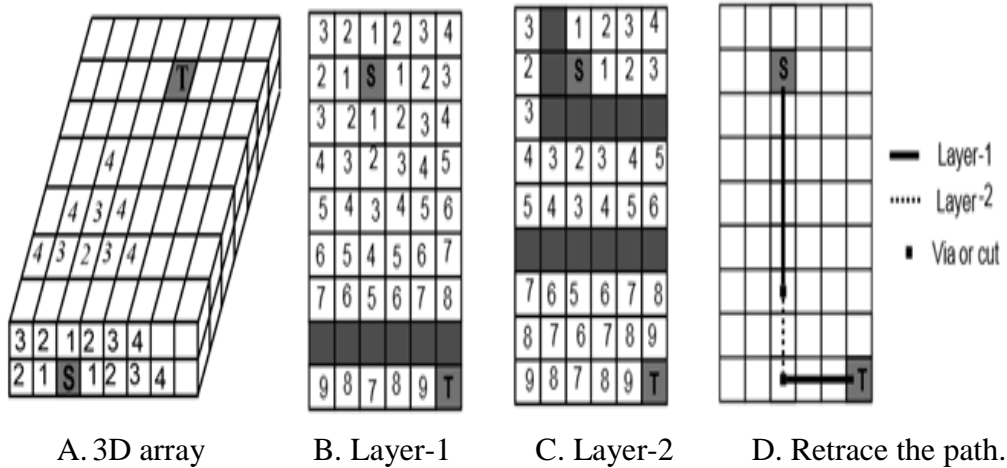 T
4
4 3 4
4 3 2 3 4
3 2 1 2 3 4
2 1 S 1 2 3 4
3 2 1 2 3 4
2 1 S 1 2 3
3 2 1 2 3 4
4 3 2 3 4 5
5 4 3 4 5 6
6 5 4 5 6 7
7 6 5 6 7 8
9 8 7 8 9 T
3 1 2 3 4
2 S 1 2 3
3
4 3 2 3 4 5
5 4 3 4 5 6
7 6 5 6 7 8
8 7 6 7 8 9
9 8 7 8 9 T
S
T
Layer-1
Layer-2
Via or cut
A. 3D array
B. Layer-1
C. Layer-2
D. Retrace the path.